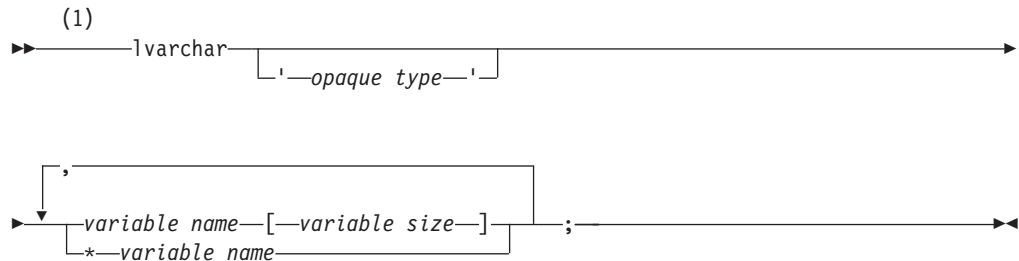 (1)
lvarchar
' opaque type '
,
variable name [ variable size ] ;
* variable name